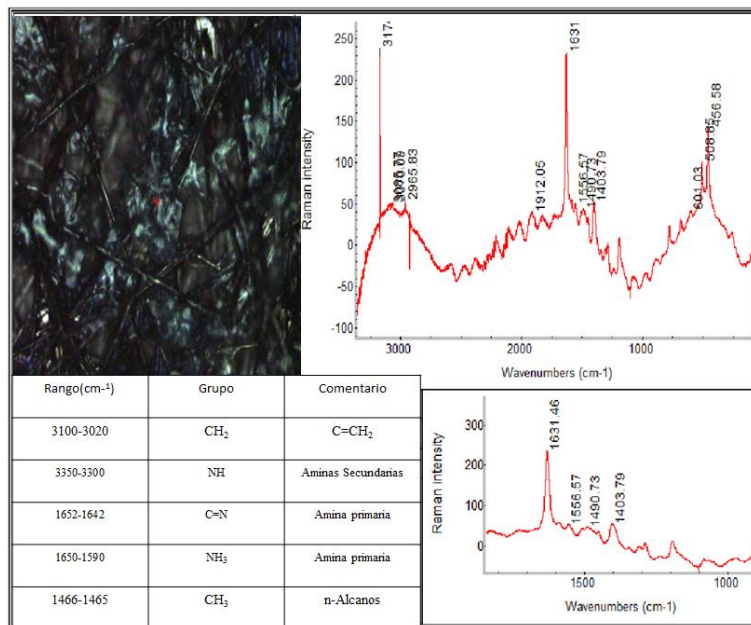 317
3070.09
2965.83
1912.05
1631
1556.57
1490.73
1403.79
601.03
508.85
456.58
Raman intensity
250
200
150
100
50
0
-50
-100
3000
2000
1000
Wavenumbers (cm-1)
Rango(cm-1)
Grupo
Comentario
3100-3020
CH2
C=CH2
3350-3300
NH
Aminas Secundarias
1652-1642
C=N
Amina primaria
1650-1590
NH3
Amina primaria
1466-1465
CH3
n-Alcanos
1631.46
1556.57
1490.73
1403.79
Raman intensity
300
200
100
0
1500
1000
Wavenumbers (cm-1)